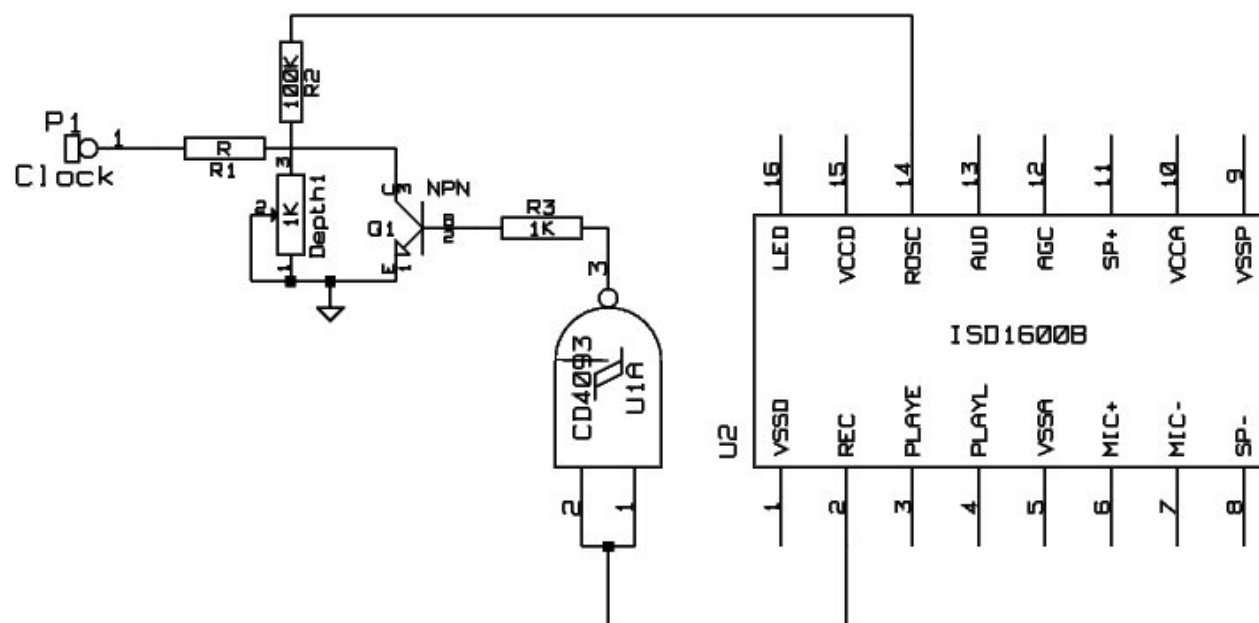 100K
R2
P1
1
R
R1
Clock
3
2
1K
Depth1
1
C
3
NPN
Q1
B
2
E
1
R3
1K
3
CD4093
U1A
2
1
16
15
14
13
12
11
10
9
LED
VCCD
ROSC
AUD
AGC
SP+
VCCA
VSSP
ISD1600B
U2
VSSD
REC
PLAYE
PLAYL
VSSA
MIC+
MIC-
SP-
1
2
3
4
5
6
7
8